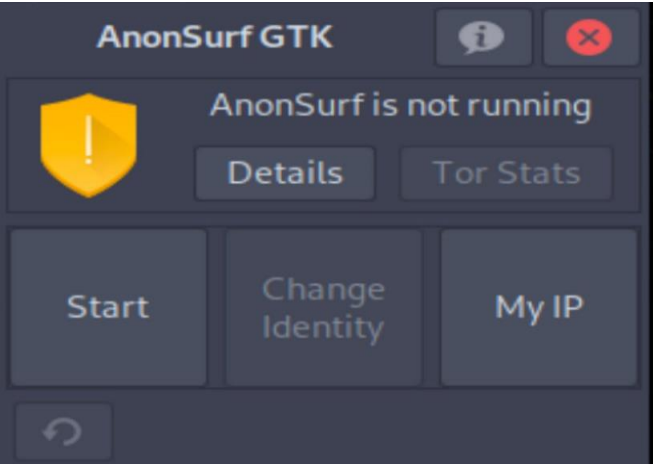 AnonSurf GTK
AnonSurf is not running
Details Tor Stats
Start Change Identity My IP